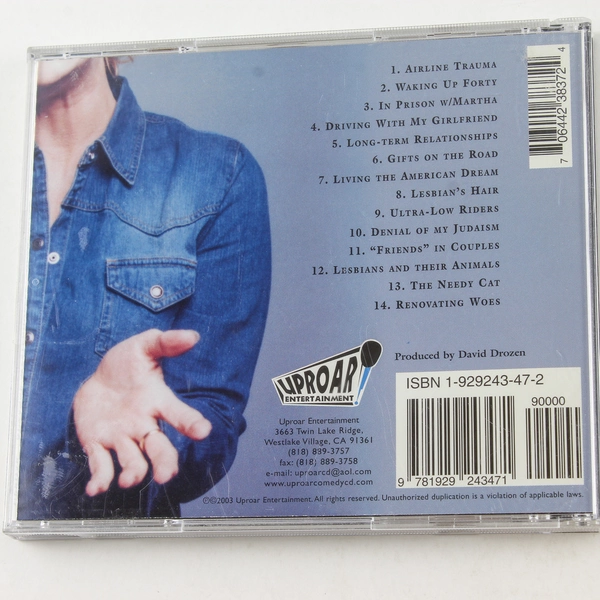 1. Airline Trauma
2. Waking Up Forty
3. In Prison w/Martha
4. Driving With My Girlfriend
5. Long-term Relationships
6. Gifts on the Road
7. Living the American Dream
8. Lesbian's Hair
9. Ultra-Low Riders
10. Denial of my Judaism
11. "Friends" in Couples
12. Lesbians and their Animals
13. The Needy Cat
14. Renovating Woes
7 06442 38372 4
Produced by David Drozen
UPROAR
ENTERTAINMENT
Uproar Entertainment
3663 Twin Lake Ridge,
Westlake Village, CA 91361
(818) 889-3757
fax: (818) 889-3758
e-mail: uproarcd@aol.com
www.uproarcomedycd.com
ISBN 1-929243-47-2
90000
9 781929 243471
℗©2003 Uproar Entertainment. All rights reserved. Unauthorized duplication is a violation of applicable laws.